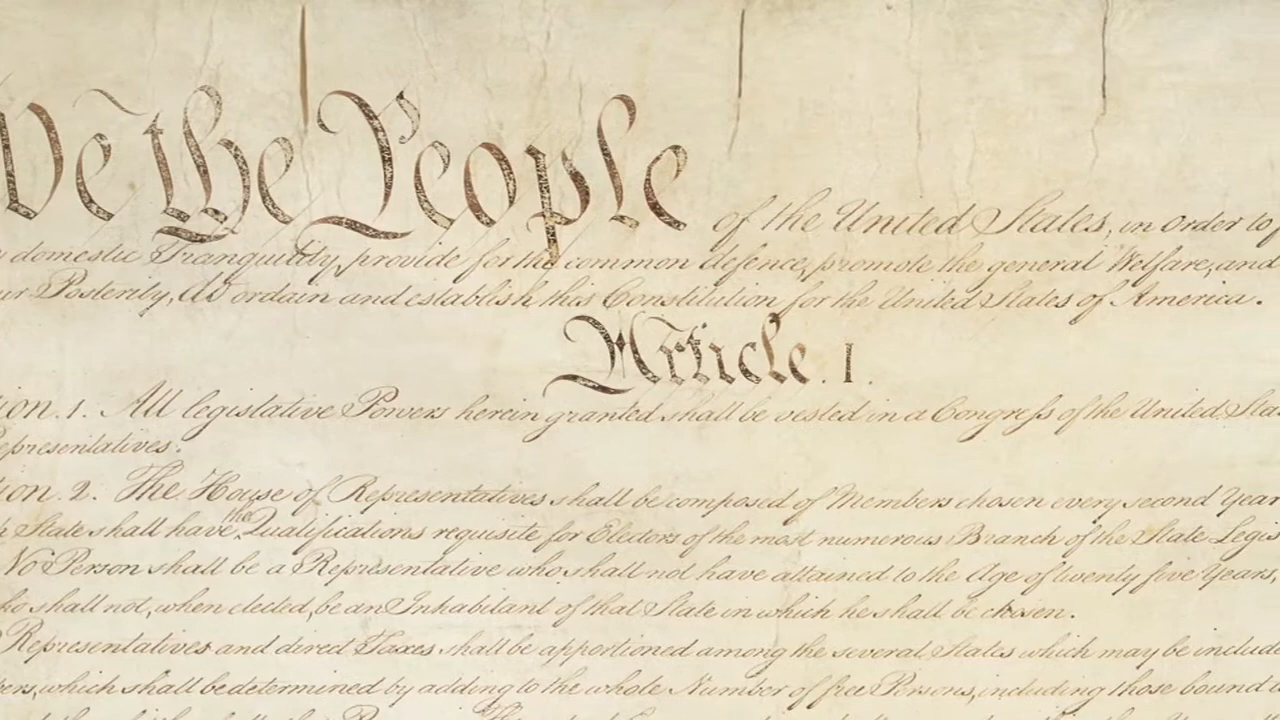 We the People of the United States, in order to
domestic Tranquility, provide for the common defence, promote the general Welfare, and
Posterity, do ordain and establish this Constitution for the United States of America.
Article. I.
ion. 1. All legislative Powers herein granted shall be vested in a Congress of the United Sta
epresentatives.
ion. 2. The House of Representatives shall be composed of Members chosen every second Year
the
State shall have Qualifications requisite for Electors of the most numerous Branch of the State Legis
No Person shall be a Representative who shall not have attained to the Age of twenty five Years,
ho shall not, when elected, be an Inhabitant of that State in which he shall be chosen.
Representatives and direct Taxes shall be apportioned among the several States which may be include
bers, which shall be determined by adding to the whole Number of free Persons, including those bound